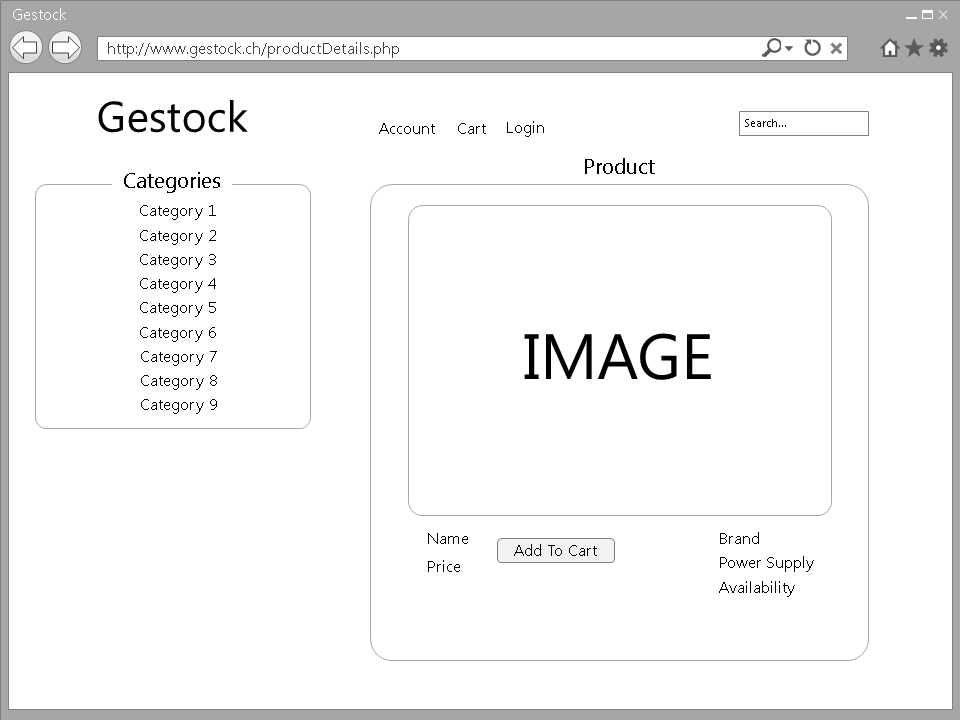 Gestock
http://www.gestock.ch/productDetails.php
Gestock
Account Cart Login
Search...
Categories
Category 1
Category 2
Category 3
Category 4
Category 5
Category 6
Category 7
Category 8
Category 9
Product
IMAGE
Name
Price
Add To Cart
Brand
Power Supply
Availability